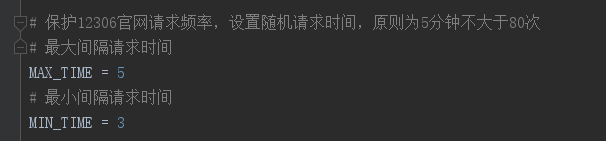 # 保护12306官网请求频率，设置随机请求时间，原则为5分钟不大于80次
# 最大间隔请求时间
MAX_TIME = 5
# 最小间隔请求时间
MIN_TIME = 3